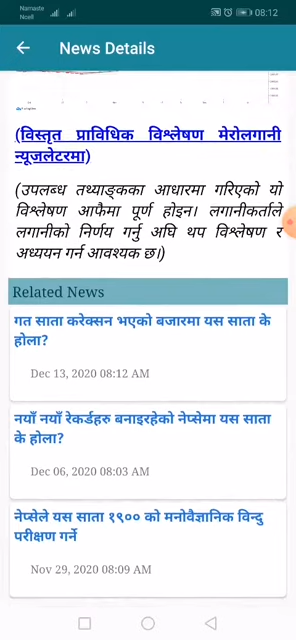 Namaste
Ncell
08:12
News Details
(विस्तृत प्राविधिक विश्लेषण मेरोलगानी
न्यूजलेटरमा)
(उपलब्ध तथ्याङ्कका आधारमा गरिएको यो
विश्लेषण आफैमा पूर्ण होइन। लगानीकर्ताले
लगानीको निर्णय गर्नु अघि थप विश्लेषण र
अध्ययन गर्न आवश्यक छ।)
Related News
गत साता करेक्सन भएको बजारमा यस साता के
होला?
Dec 13, 2020 08:12 AM
नयाँ नयाँ रेकर्डहरु बनाइरहेको नेप्सेमा यस साता
के होला?
Dec 06, 2020 08:03 AM
नेप्सेले यस साता १९०० को मनोवैज्ञानिक विन्दु
परीक्षण गर्ने
Nov 29, 2020 08:09 AM